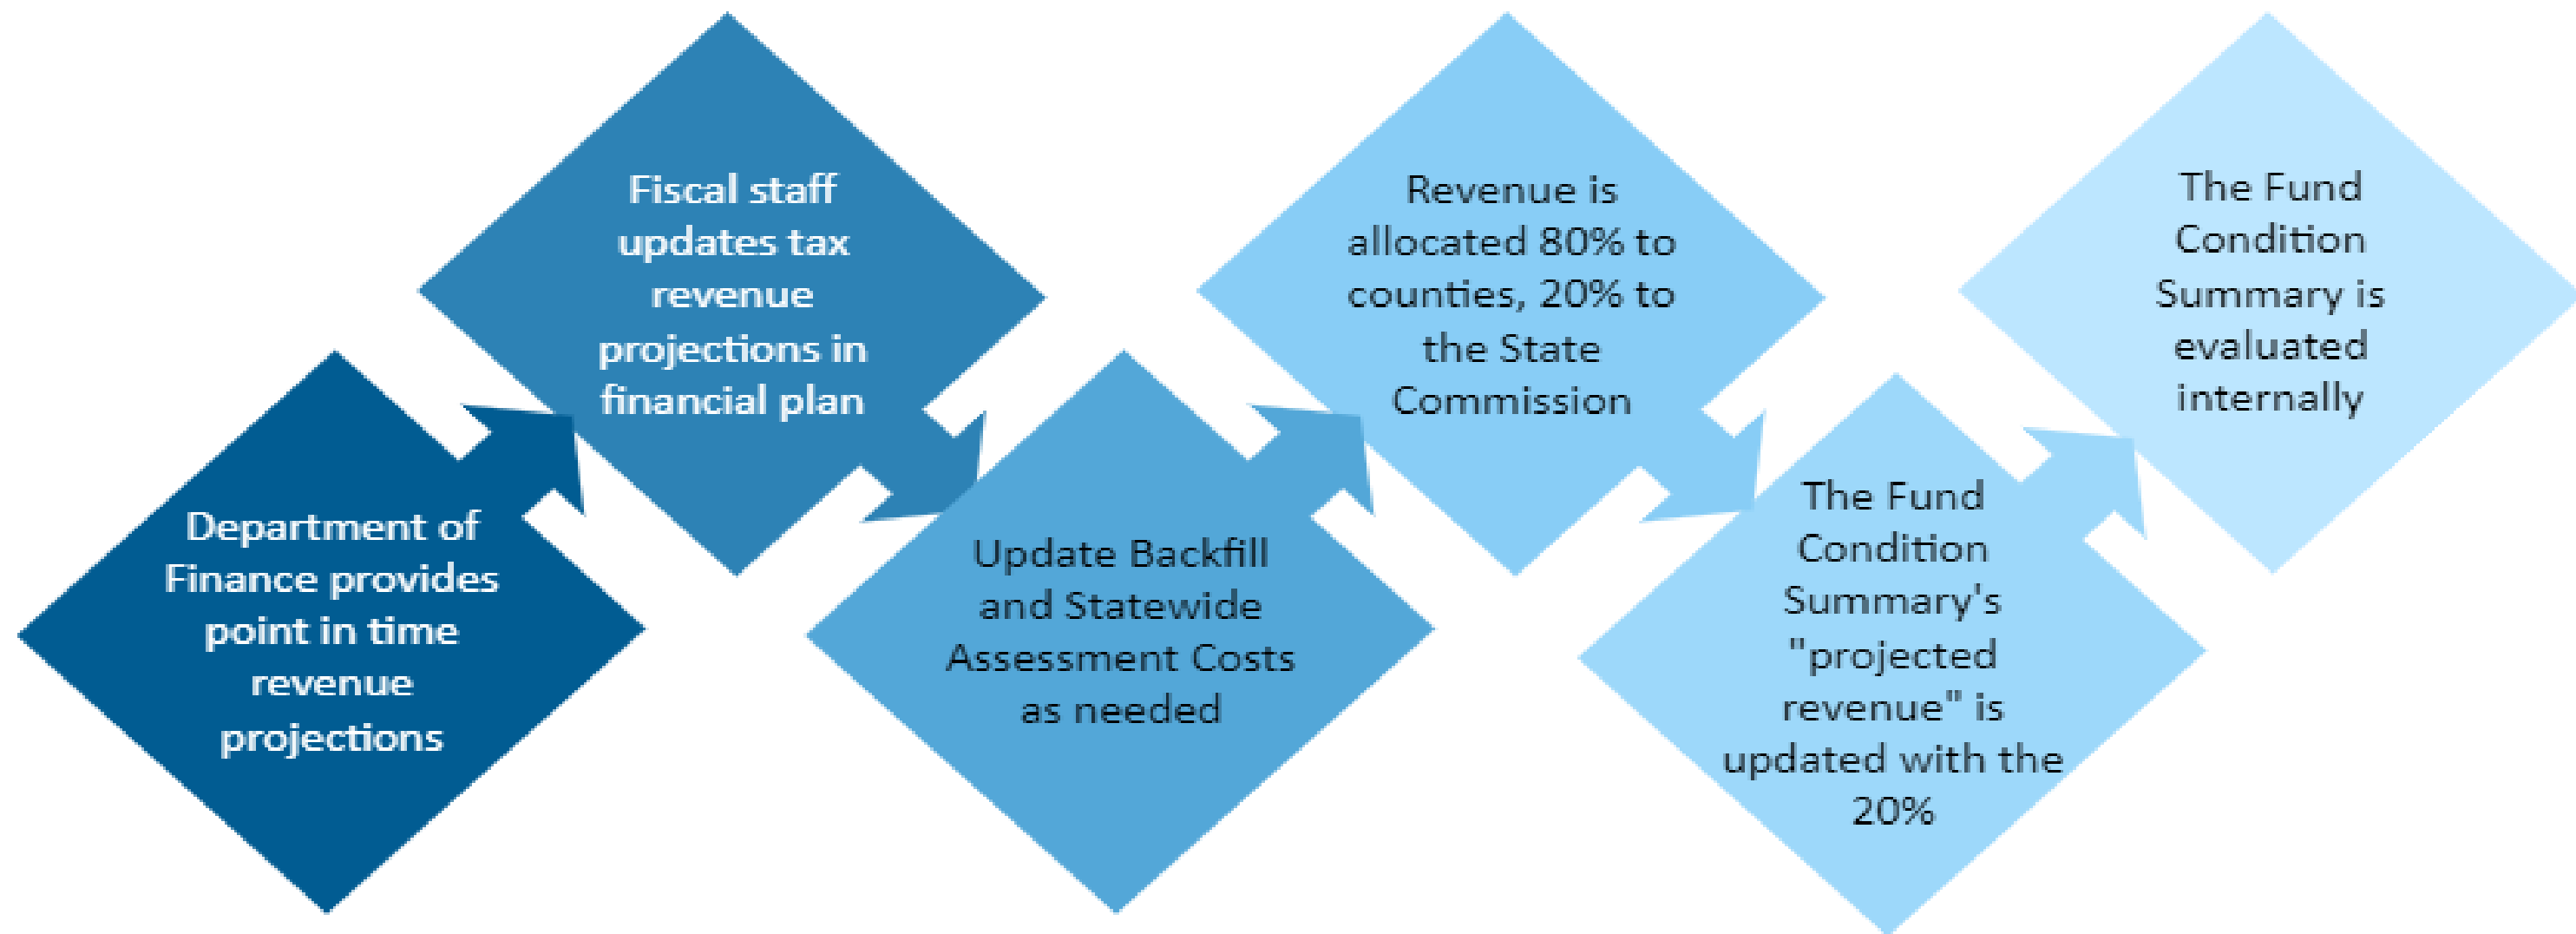 Department of
Finance provides
point in time
revenue
projections
Fiscal staff
updates tax
revenue
projections in
financial plan
Update Backfill
and Statewide
Assessment Costs
as needed
Revenue is
allocated 80% to
counties, 20% to
the State
Commission
The Fund
Condition
Summary's
"projected
revenue" is
updated with the
20%
The Fund
Condition
Summary is
evaluated
internally